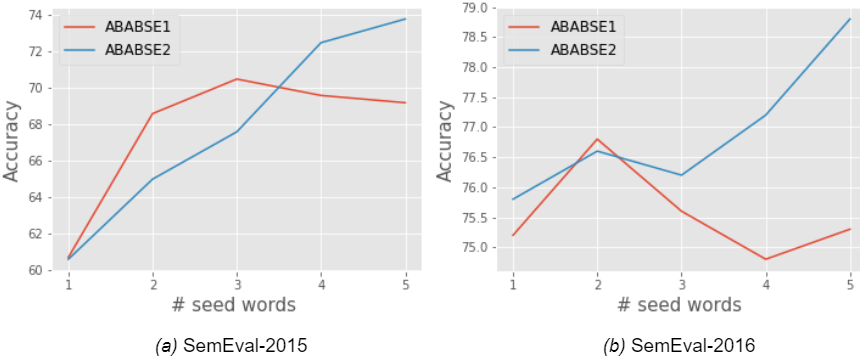 ABABSE1
ABABSE2
74
72
70
68
66
64
62
60
Accuracy
1 2 3 4 5
# seed words
(a) SemEval-2015
ABABSE1
ABABSE2
79.0
78.5
78.0
77.5
77.0
76.5
76.0
75.5
75.0
Accuracy
1 2 3 4 5
# seed words
(b) SemEval-2016